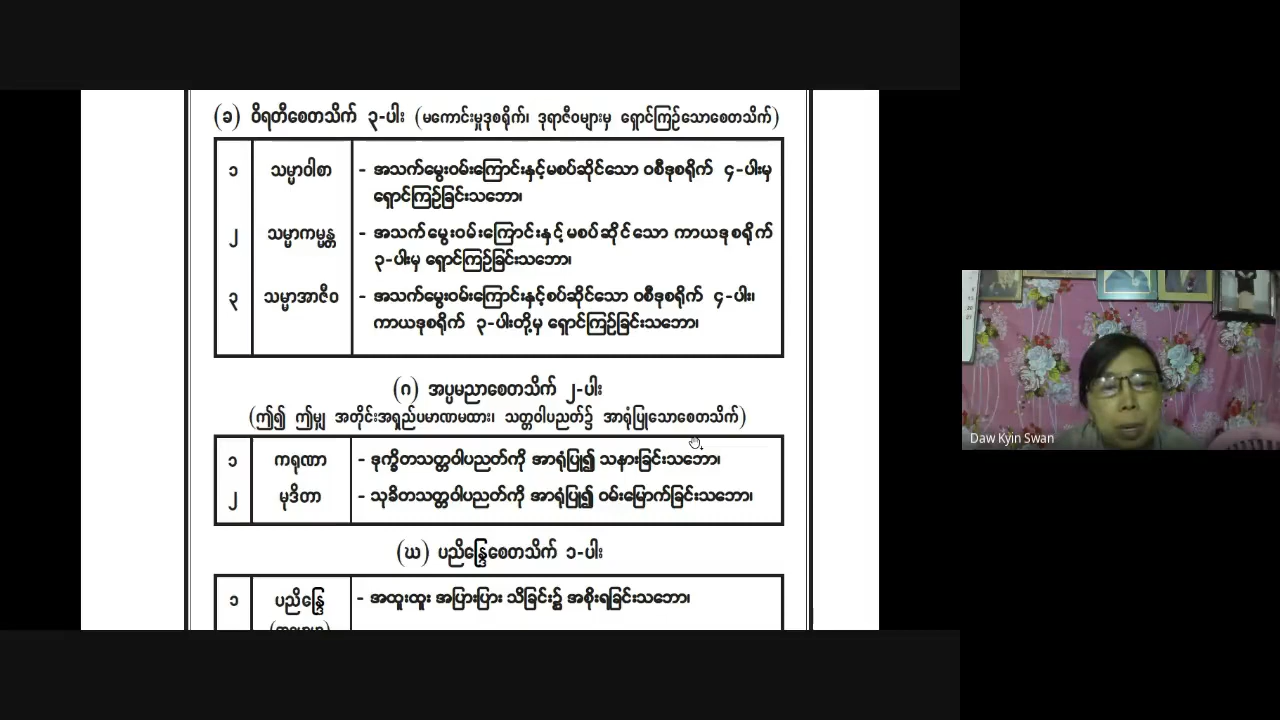 (ခ) ဝိရတီစေတသိက် ၃-ပါး (မကောင်းမှုဒုစရိုက်၊ ဒုရာဇီဝများမှ ရှောင်ကြဉ်သောစေတသိက်)
၁ သမ္မာဝါစာ - အသက်မွေးဝမ်းကြောင်းနှင့်မစပ်ဆိုင်သော ဝစီဒုစရိုက် ၄-ပါးမှ
ရှောင်ကြဉ်ခြင်းသဘော၊
၂ သမ္မာကမ္မန္တ - အသက်မွေးဝမ်းကြောင်းနှင့်မစပ်ဆိုင်သော ကာယဒုစရိုက်
၃-ပါးမှ ရှောင်ကြဉ်ခြင်းသဘော၊
၃ သမ္မာအာဇီဝ - အသက်မွေးဝမ်းကြောင်းနှင့်စပ်ဆိုင်သော ဝစီဒုစရိုက် ၄-ပါး၊
ကာယဒုစရိုက် ၃-ပါးတို့မှ ရှောင်ကြဉ်ခြင်းသဘော၊
(ဂ) အပ္ပမညာစေတသိက် ၂-ပါး
(ဤ၍ ဤမျှ အတိုင်းအရှည်ပမာဏမထား၊ သတ္တဝါပညတ်၌ အာရုံပြုသောစေတသိက်)
၁ ကရုဏာ - ဒုက္ခိတသတ္တဝါပညတ်ကို အာရုံပြု၍ သနားခြင်းသဘော၊
၂ မုဒိတာ - သုခိတသတ္တဝါပညတ်ကို အာရုံပြု၍ ဝမ်းမြောက်ခြင်းသဘော၊
(ဃ) ပညိန္ဒြေစေတသိက် ၁-ပါး
၁ ပညိန္ဒြေ - အထူးထူး အပြားပြား သိခြင်း၌ အစိုးရခြင်းသဘော၊
Daw Kyin Swan